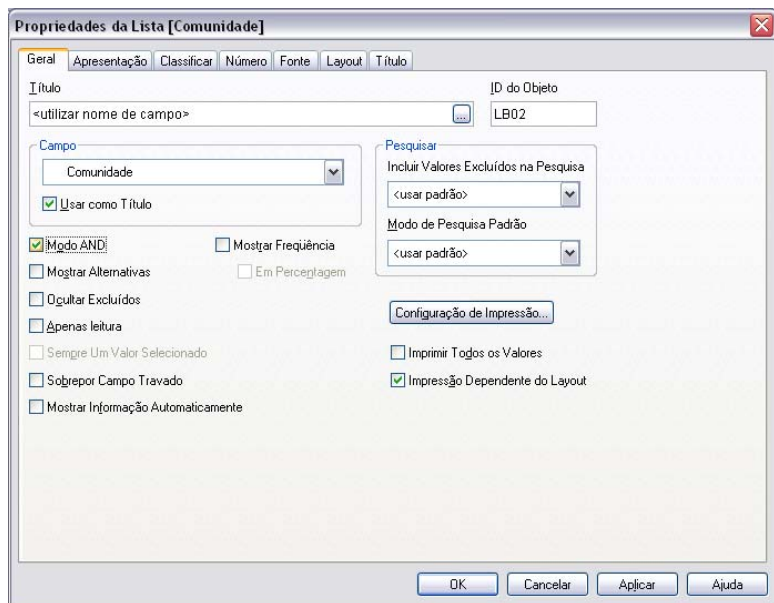 Propriedades da Lista [Comunidade]
Geral Apresentação Classificar Número Fonte Layout Título
Título
ID do Objeto
<utilizar nome de campo> ...
LB02
Campo
Comunidade
Usar como Título
Pesquisar
Incluir Valores Excluídos na Pesquisa
<usar padrão>
Modo de Pesquisa Padrão
<usar padrão>
Modo AND
Mostrar Freqüência
Mostrar Alternativas
Em Percentagem
Ocultar Excluídos
Apenas leitura
Sempre Um Valor Selecionado
Sobrepor Campo Travado
Mostrar Informação Automaticamente
Configuração de Impressão...
Imprimir Todos os Valores
Impressão Dependente do Layout
OK Cancelar Aplicar Ajuda